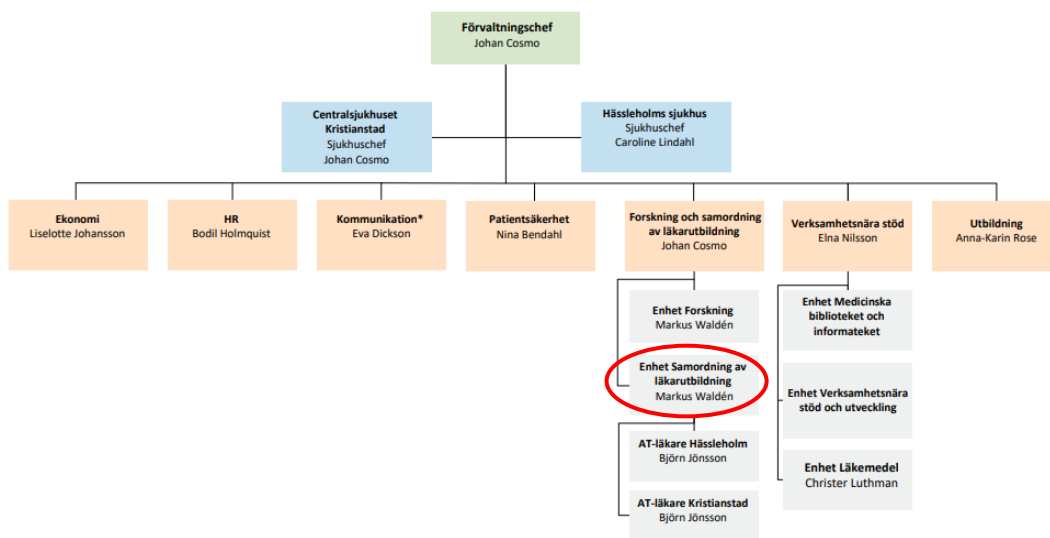 Förvaltningschef
Johan Cosmo
Centralsjukhuset
Kristianstad
Sjukhuschef
Johan Cosmo
Hässleholms sjukhus
Sjukhuschef
Caroline Lindahl
Ekonomi
Liselotte Johansson
HR
Bodil Holmquist
Kommunikation*
Eva Dickson
Patientsäkerhet
Nina Bendahl
Forskning och samordning
av läkarutbildning
Johan Cosmo
Verksamhetsnära stöd
Elna Nilsson
Utbildning
Anna-Karin Rose
Enhet Forskning
Markus Waldén
Enhet Samordning av
läkarutbildning
Markus Waldén
AT-läkare Hässleholm
Björn Jönsson
AT-läkare Kristianstad
Björn Jönsson
Enhet Medicinska
biblioteket och
informateket
Enhet Verksamhetsnära
stöd och utveckling
Enhet Läkemedel
Christer Luthman